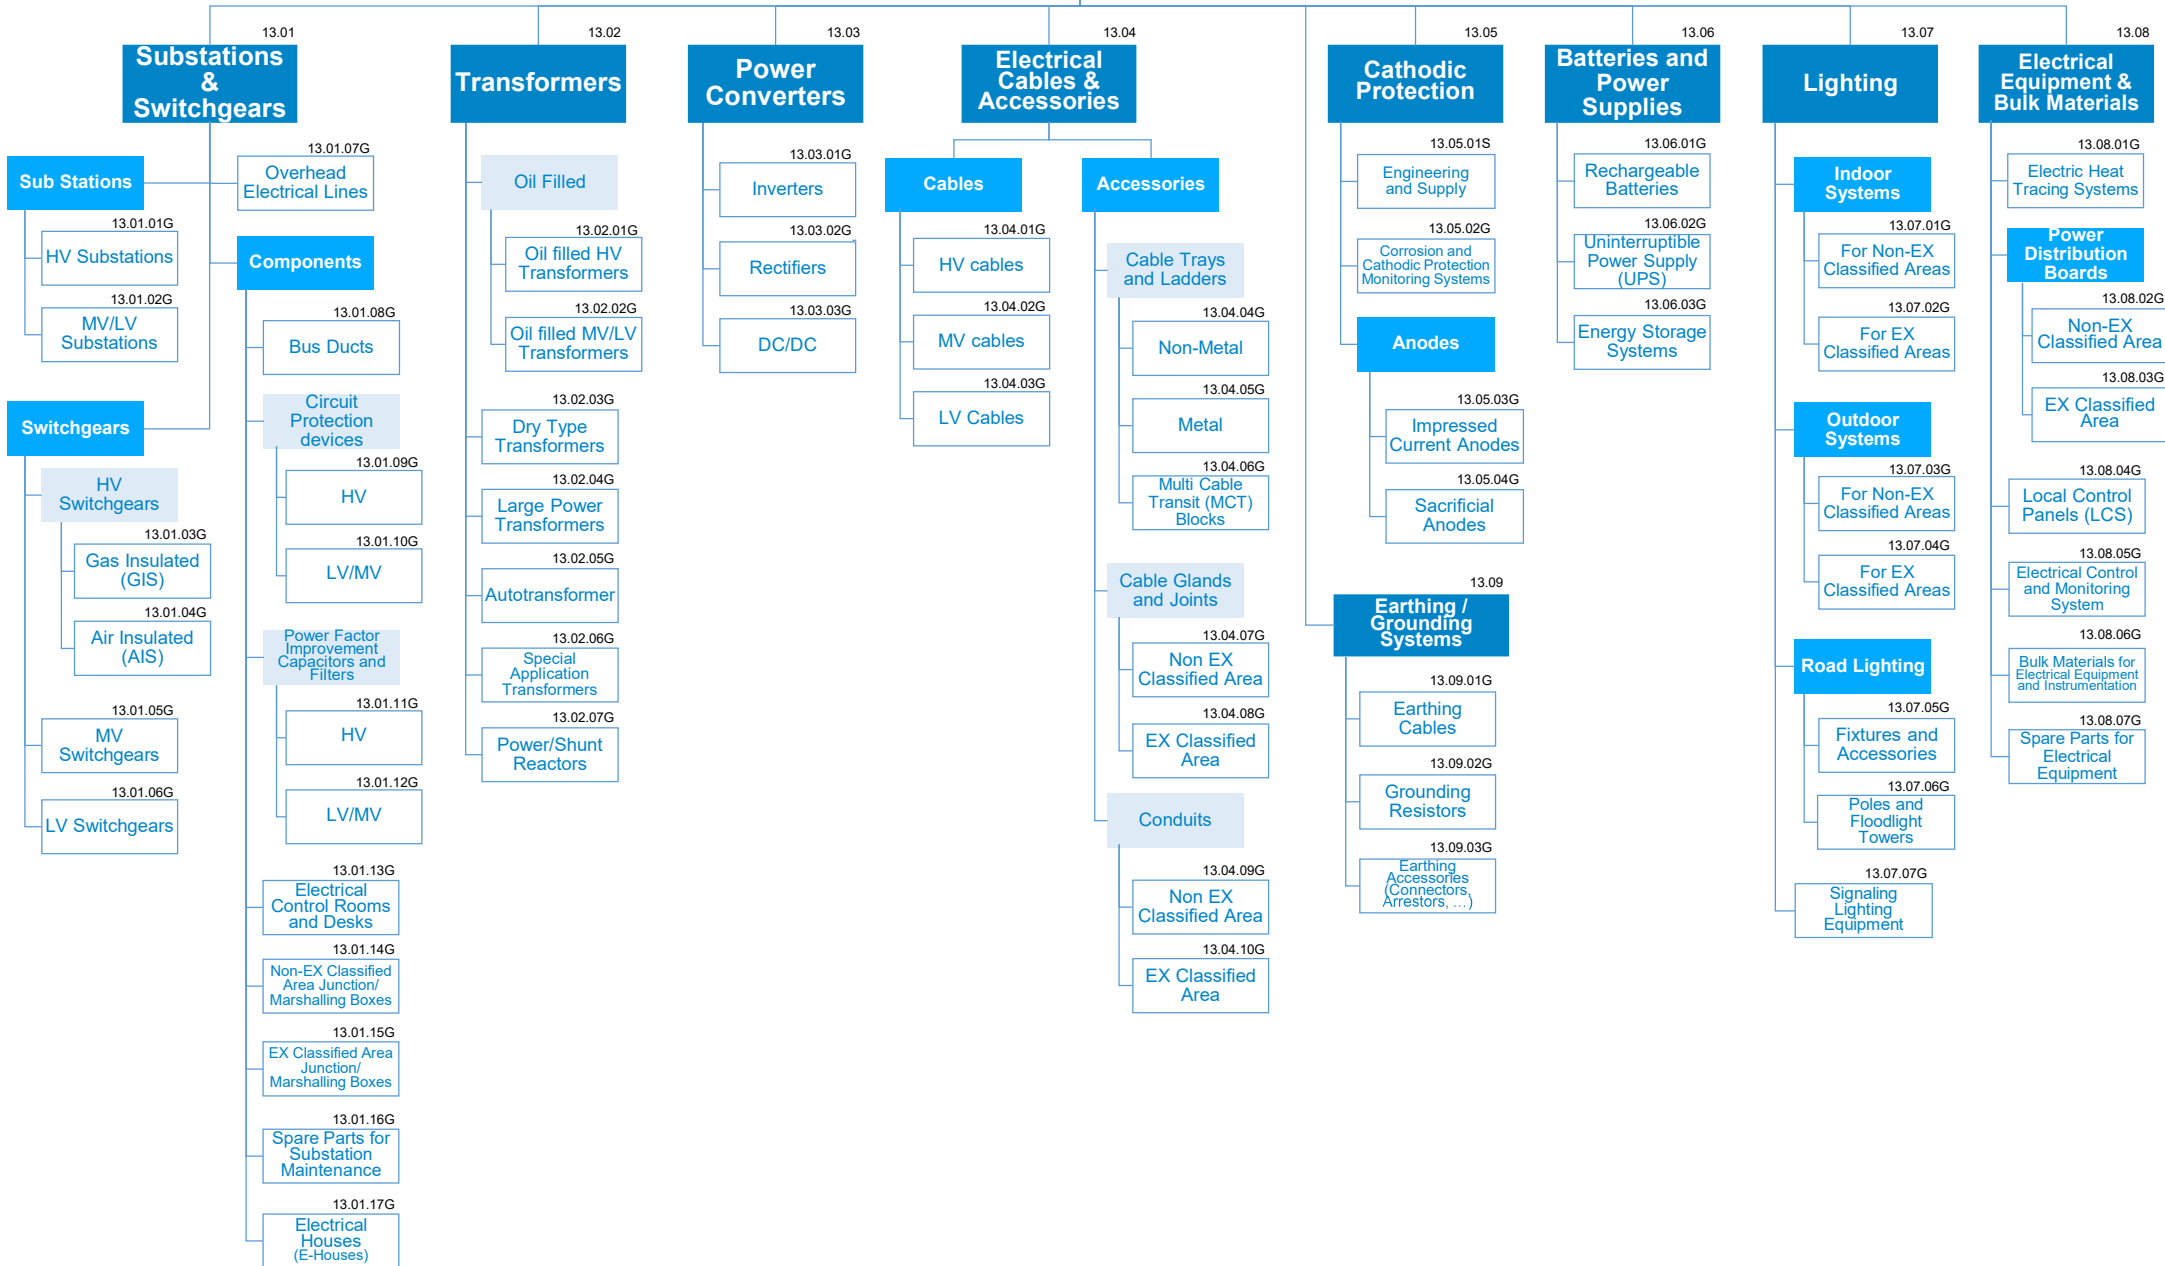 13.01
Substations
&
Switchgears
Sub Stations
13.01.01G
HV Substations
13.01.02G
MV/LV
Substations
Switchgears
HV
Switchgears
13.01.03G
Gas Insulated
(GIS)
13.01.04G
Air Insulated
(AIS)
13.01.05G
MV
Switchgears
13.01.06G
LV Switchgears
13.01.07G
Overhead
Electrical Lines
Components
13.01.08G
Bus Ducts
Circuit
Protection
devices
13.01.09G
HV
13.01.10G
LV/MV
Power Factor
Improvement
Capacitors and
Filters
13.01.11G
HV
13.01.12G
LV/MV
13.01.13G
Electrical
Control Rooms
and Desks
13.01.14G
Non-EX Classified
Area Junction/
Marshalling Boxes
13.01.15G
EX Classified Area
Junction/
Marshalling Boxes
13.01.16G
Spare Parts for
Substation
Maintenance
13.01.17G
Electrical
Houses
(E-Houses)
13.02
Transformers
Oil Filled
13.02.01G
Oil filled HV
Transformers
13.02.02G
Oil filled MV/LV
Transformers
13.02.03G
Dry Type
Transformers
13.02.04G
Large Power
Transformers
13.02.05G
Autotransformer
13.02.06G
Special
Application
Transformers
13.02.07G
Power/Shunt
Reactors
13.03
Power
Converters
13.03.01G
Inverters
13.03.02G
Rectifiers
13.03.03G
DC/DC
13.04
Electrical
Cables &
Accessories
Cables
13.04.01G
HV cables
13.04.02G
MV cables
13.04.03G
LV Cables
Accessories
Cable Trays
and Ladders
13.04.04G
Non-Metal
13.04.05G
Metal
13.04.06G
Multi Cable
Transit (MCT)
Blocks
Cable Glands
and Joints
13.04.07G
Non EX
Classified Area
13.04.08G
EX Classified
Area
Conduits
13.04.09G
Non EX
Classified Area
13.04.10G
EX Classified
Area
13.05
Cathodic
Protection
13.05.01S
Engineering
and Supply
13.05.02G
Corrosion and
Cathodic Protection
Monitoring Systems
Anodes
13.05.03G
Impressed
Current Anodes
13.05.04G
Sacrificial
Anodes
13.09
Earthing /
Grounding
Systems
13.09.01G
Earthing
Cables
13.09.02G
Grounding
Resistors
13.09.03G
Earthing
Accessories
(Connectors,
Arrestors, …)
13.06
Batteries and
Power
Supplies
13.06.01G
Rechargeable
Batteries
13.06.02G
Uninterruptible
Power Supply
(UPS)
13.06.03G
Energy Storage
Systems
13.07
Lighting
Indoor
Systems
13.07.01G
For Non-EX
Classified Areas
13.07.02G
For EX
Classified Areas
Outdoor
Systems
13.07.03G
For Non-EX
Classified Areas
13.07.04G
For EX
Classified Areas
Road Lighting
13.07.05G
Fixtures and
Accessories
13.07.06G
Poles and
Floodlight
Towers
13.07.07G
Signaling
Lighting
Equipment
13.08
Electrical
Equipment &
Bulk Materials
13.08.01G
Electric Heat
Tracing Systems
Power
Distribution
Boards
13.08.02G
Non-EX
Classified Area
13.08.03G
EX Classified
Area
13.08.04G
Local Control
Panels (LCS)
13.08.05G
Electrical Control
and Monitoring
System
13.08.06G
Bulk Materials for
Electrical Equipment
and Instrumentation
13.08.07G
Spare Parts for
Electrical
Equipment